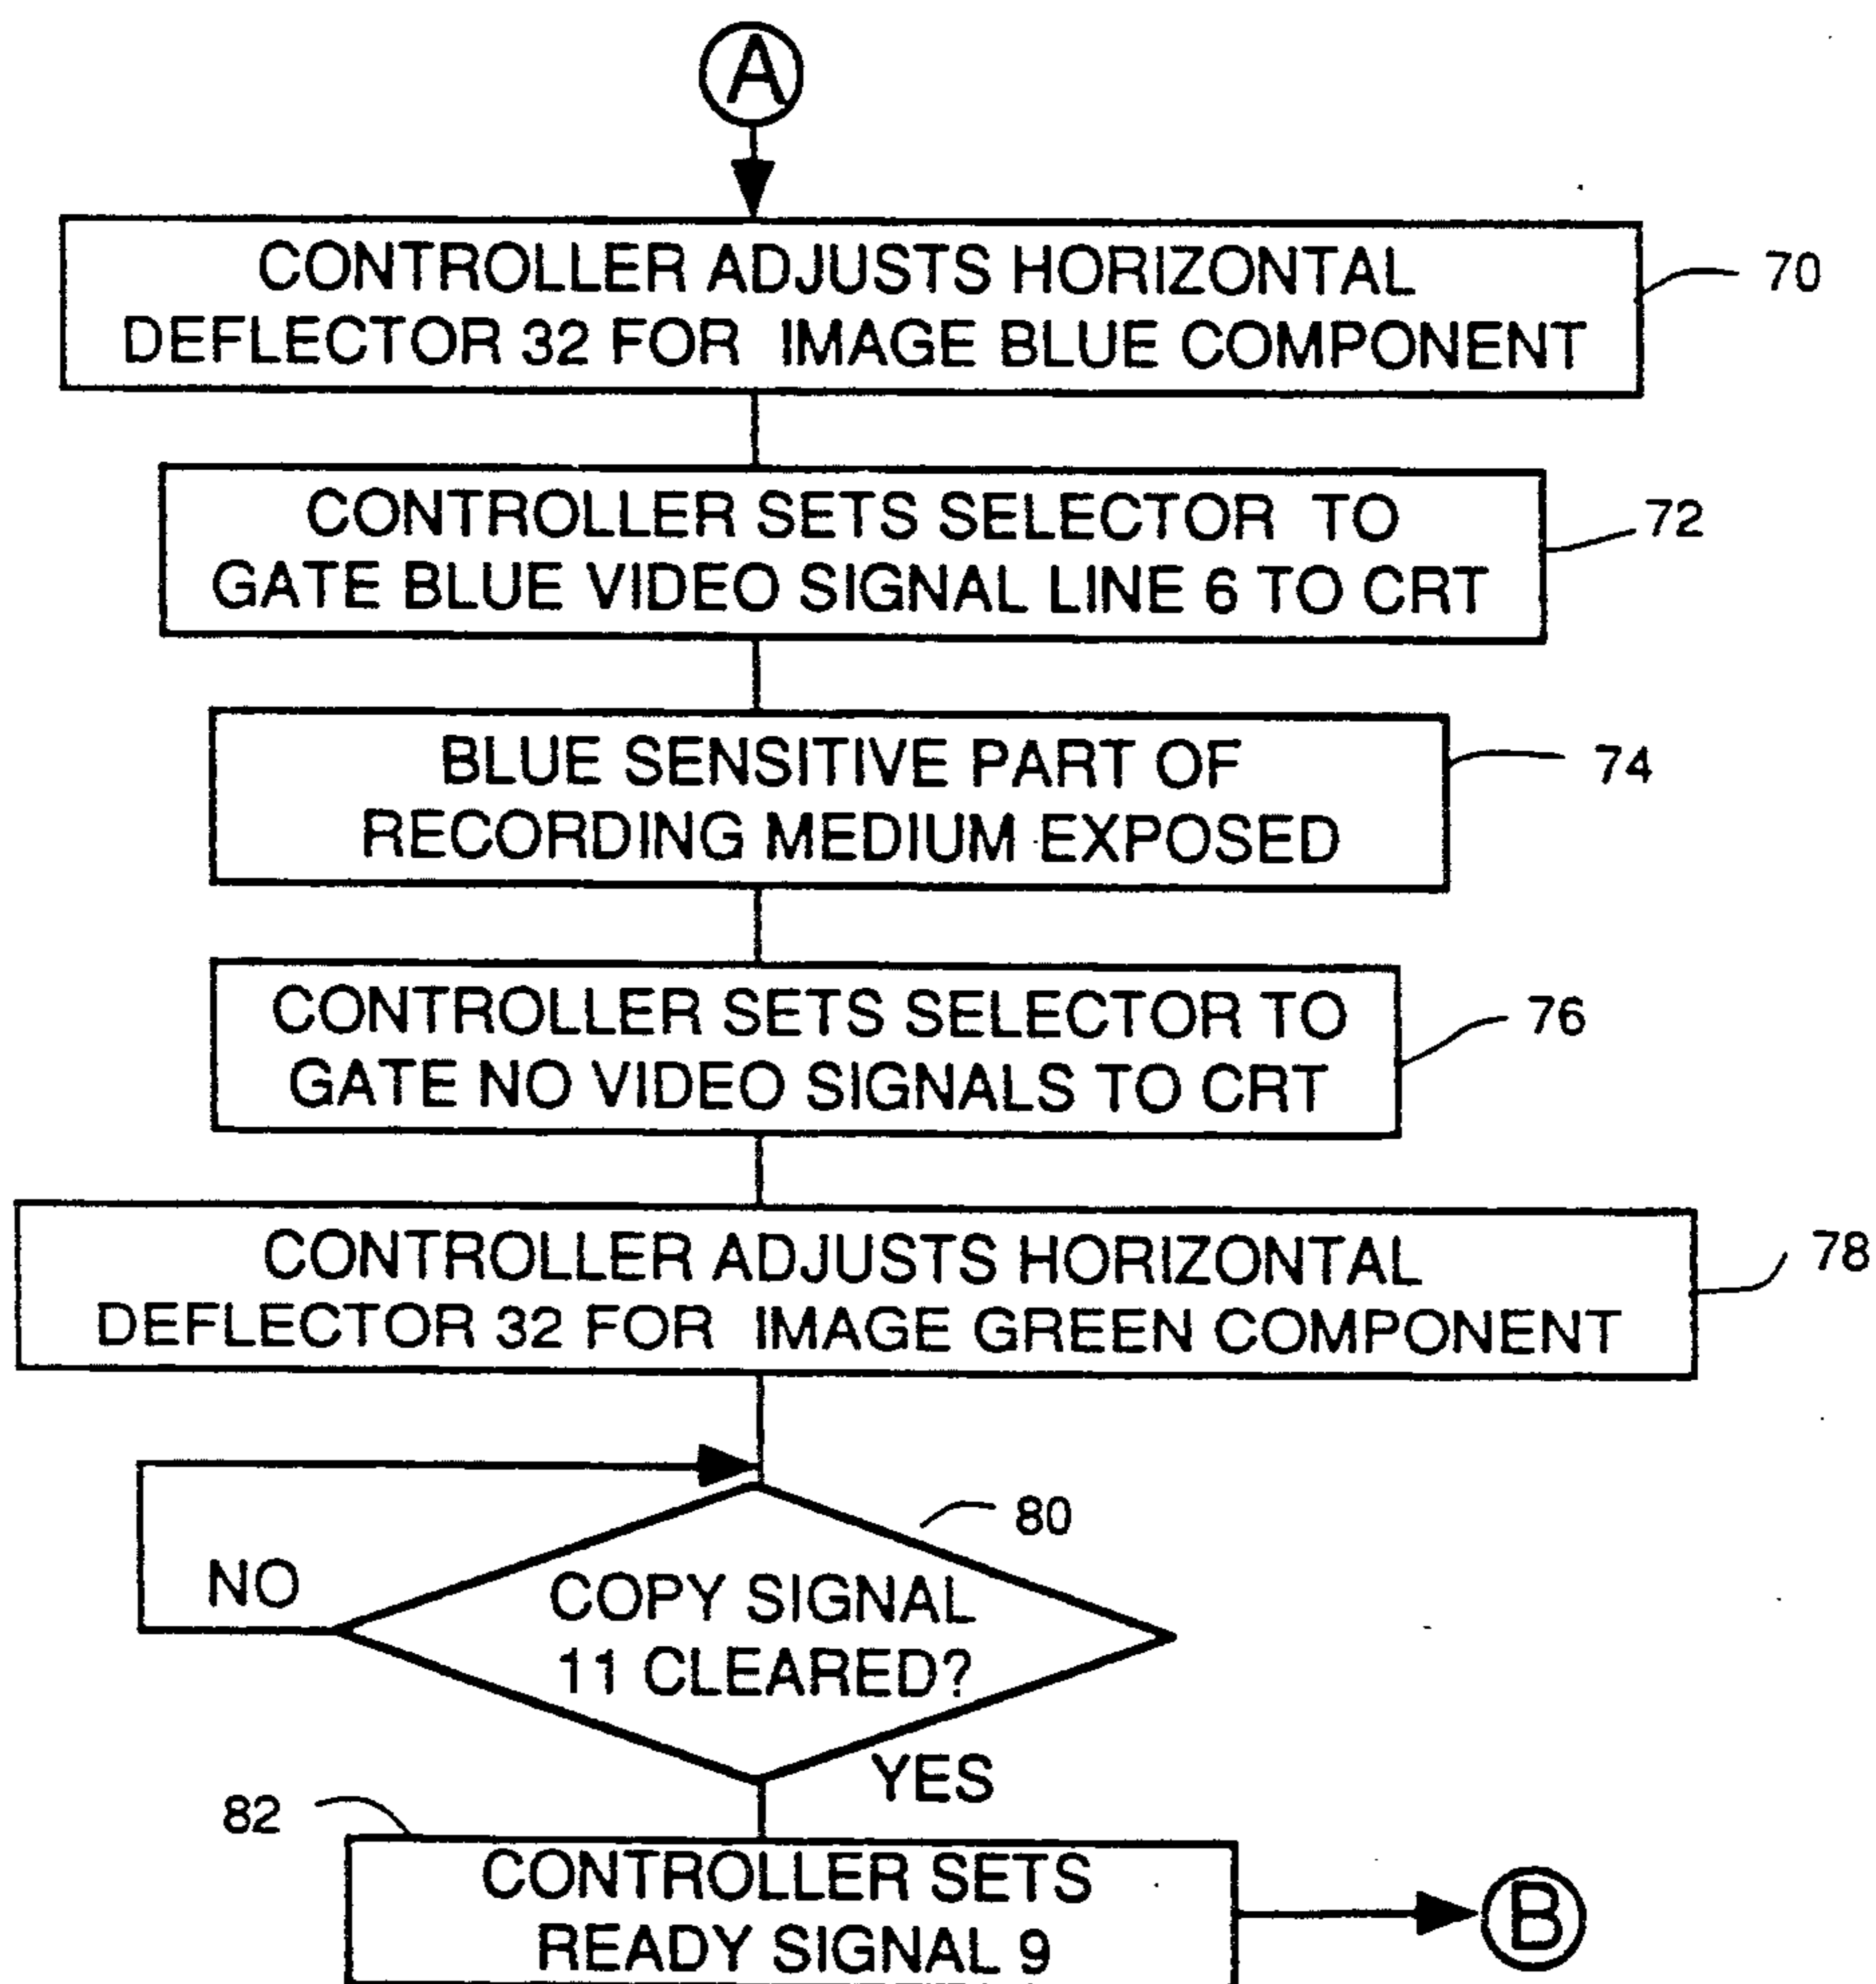 A
CONTROLLER ADJUSTS HORIZONTAL
DEFLECTOR 32 FOR IMAGE BLUE COMPONENT
70
CONTROLLER SETS SELECTOR TO
GATE BLUE VIDEO SIGNAL LINE 6 TO CRT
72
BLUE SENSITIVE PART OF
RECORDING MEDIUM EXPOSED
74
CONTROLLER SETS SELECTOR TO
GATE NO VIDEO SIGNALS TO CRT
76
CONTROLLER ADJUSTS HORIZONTAL
DEFLECTOR 32 FOR IMAGE GREEN COMPONENT
78
80
NO
COPY SIGNAL
11 CLEARED?
YES
82
CONTROLLER SETS
READY SIGNAL 9
B